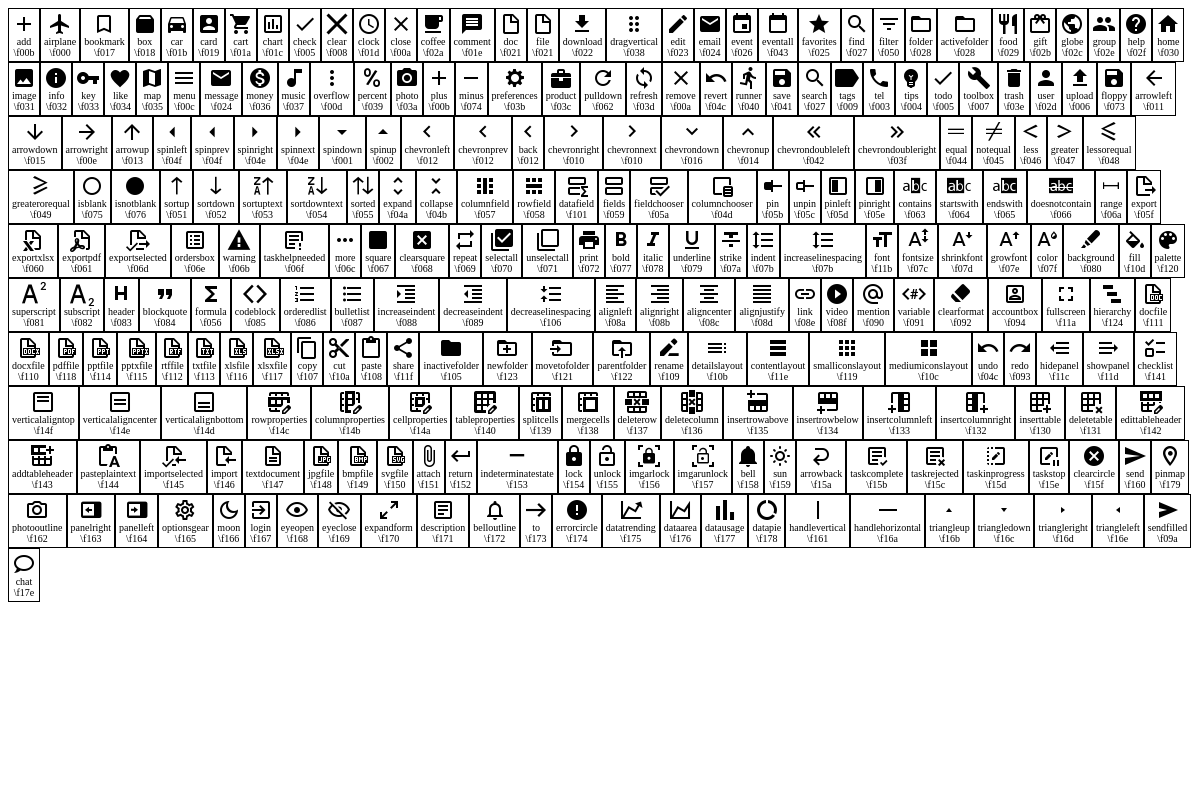 add airplane bookmark box car card cart chart check clear clock close coffee comment doc file download dragvertical edit email event eventall favorites find filter folder activefolder food gift globe group help home
\f00b \f000 \f017 \f018 \f01b \f019 \f01a \f01c \f005 \f008 \f01d \f00a \f02a \f01e \f021 \f021 \f022 \f038 \f023 \f024 \f026 \f043 \f025 \f027 \f050 \f028 \f028 \f029 \f02b \f02c \f02e \f02f \f030
image info key like map menu message money music overflow percent photo plus minus preferences product pulldown refresh remove revert runner save search tags tel tips todo toolbox trash user upload floppy arrowleft
\f031 \f032 \f033 \f034 \f035 \f00c \f024 \f036 \f037 \f00d \f039 \f03a \f00b \f074 \f03b \f03c \f062 \f03d \f00a \f04c \f040 \f041 \f027 \f009 \f003 \f004 \f005 \f007 \f03e \f02d \f006 \f073 \f011
arrowdown arrowright arrowup spinleft spinprev spinright spinnext spindown spinup chevronleft chevronprev back chevronright chevronnext chevrondown chevronup chevrondoubleleft chevrondoubleright equal notequal less greater lessorequal
\f015 \f00e \f013 \f04f \f04f \f04e \f04e \f001 \f002 \f012 \f012 \f012 \f010 \f010 \f016 \f014 \f042 \f03f \f044 \f045 \f046 \f047 \f048
greaterorequal isblank isnotblank sortup sortdown sortuptext sortdowntext sorted expand collapse columnfield rowfield datafield fields fieldchooser columnchooser pin unpin pinleft pinright contains startswith endswith doesnotcontain range export
\f049 \f075 \f076 \f051 \f052 \f053 \f054 \f055 \f04a \f04b \f057 \f058 \f101 \f059 \f05a \f04d \f05b \f05c \f05d \f05e \f063 \f064 \f065 \f066 \f06a \f05f
exportxlsx exportpdf exportselected ordersbox warning taskhelpneeded more square clearsquare repeat selectall unselectall print bold italic underline strike indent increaselinespacing font fontsize shrinkfont growfont color background fill palette
\f060 \f061 \f06d \f06e \f06b \f06f \f06c \f067 \f068 \f069 \f070 \f071 \f072 \f077 \f078 \f079 \f07a \f07b \f07b \f11b \f07c \f07d \f07e \f07f \f080 \f10d \f120
superscript subscript header blockquote formula codeblock orderedlist bulletlist increaseindent decreaseindent decreaselinespacing alignleft alignright aligncenter alignjustify link video mention variable clearformat accountbox fullscreen hierarchy docfile
\f081 \f082 \f083 \f084 \f056 \f085 \f086 \f087 \f088 \f089 \f106 \f08a \f08b \f08c \f08d \f08e \f08f \f090 \f091 \f092 \f094 \f11a \f124 \f111
docxfile pdffile pptfile pptxfile rtffile txtfile xlsfile xlsxfile copy cut paste share inactivefolder newfolder movetofolder parentfolder rename detailslayout contentlayout smalliconslayout mediumiconslayout undo redo hidepanel showpanel checklist
\f110 \f118 \f114 \f115 \f112 \f113 \f116 \f117 \f107 \f10a \f108 \f11f \f105 \f123 \f121 \f122 \f109 \f10b \f11e \f119 \f10c \f04c \f093 \f11c \f11d \f141
verticalaligntop verticalaligncenter verticalalignbottom rowproperties columnproperties cellproperties tableproperties splitcells mergecells deleterow deletecolumn insertrowabove insertrowbelow insertcolumnleft insertcolumnright inserttable deletetable edittableheader
\f14f \f14e \f14d \f14c \f14b \f14a \f140 \f139 \f138 \f137 \f136 \f135 \f134 \f133 \f132 \f130 \f131 \f142
addtableheader pasteplaintext importselected import textdocument jpgfile bmpfile svgfile attach return indeterminatestate lock unlock imgarlock imgarunlock bell sun arrowback taskcomplete taskrejected taskinprogress taskstop clearcircle send pinmap
\f143 \f144 \f145 \f146 \f147 \f148 \f149 \f150 \f151 \f152 \f153 \f154 \f155 \f156 \f157 \f158 \f159 \f15a \f15b \f15c \f15d \f15e \f15f \f160 \f179
photooutline panelright panelleft optionsgear moon login eyeopen eyeclose expandform description belloutline to errorcircle datatrending dataarea datausage datapie handlevertical handlehorizontal triangleup triangledown triangleright triangleleft sendfilled
\f162 \f163 \f164 \f165 \f166 \f167 \f168 \f169 \f170 \f171 \f172 \f173 \f174 \f175 \f176 \f177 \f178 \f161 \f16a \f16b \f16c \f16d \f16e \f09a
chat
\f17e